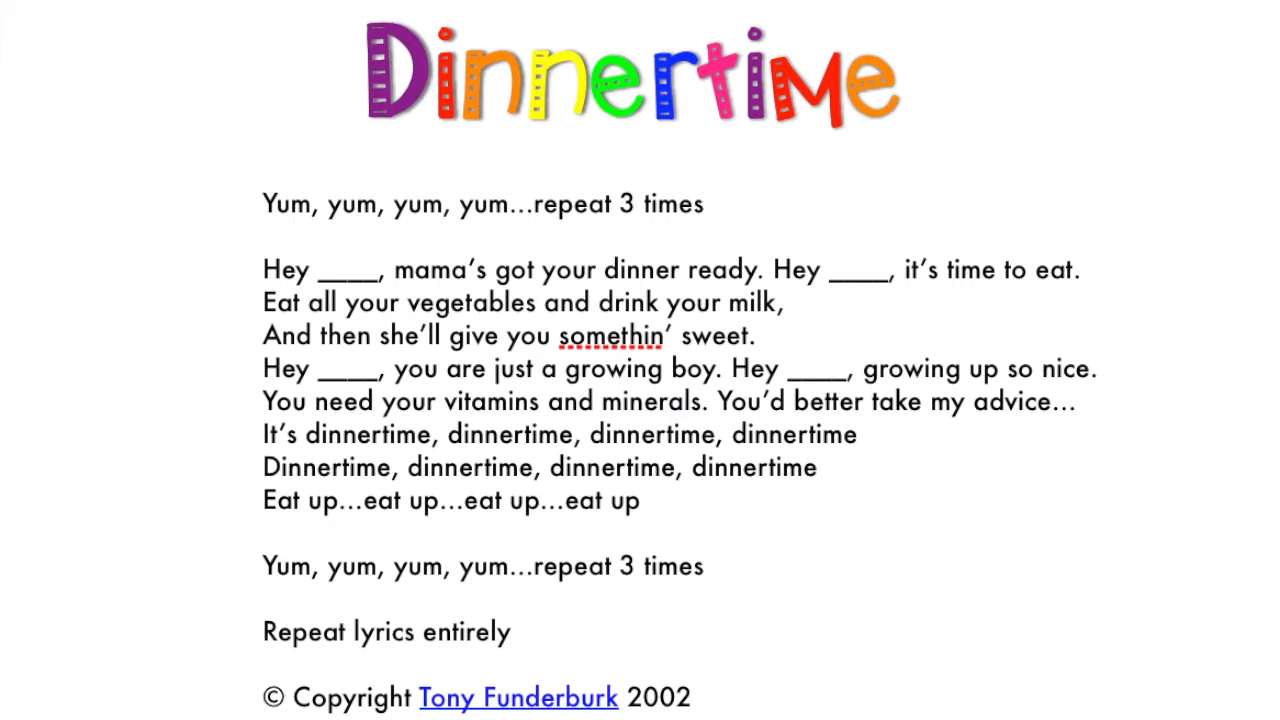 Dinnertime
Yum, yum, yum, yum...repeat 3 times
Hey ____, mama’s got your dinner ready. Hey ____, it’s time to eat.
Eat all your vegetables and drink your milk,
And then she’ll give you somethin’ sweet.
Hey ____, you are just a growing boy. Hey ____, growing up so nice.
You need your vitamins and minerals. You’d better take my advice...
It’s dinnertime, dinnertime, dinnertime, dinnertime
Dinnertime, dinnertime, dinnertime, dinnertime
Eat up...eat up...eat up...eat up
Yum, yum, yum, yum...repeat 3 times
Repeat lyrics entirely
© Copyright Tony Funderburk 2002